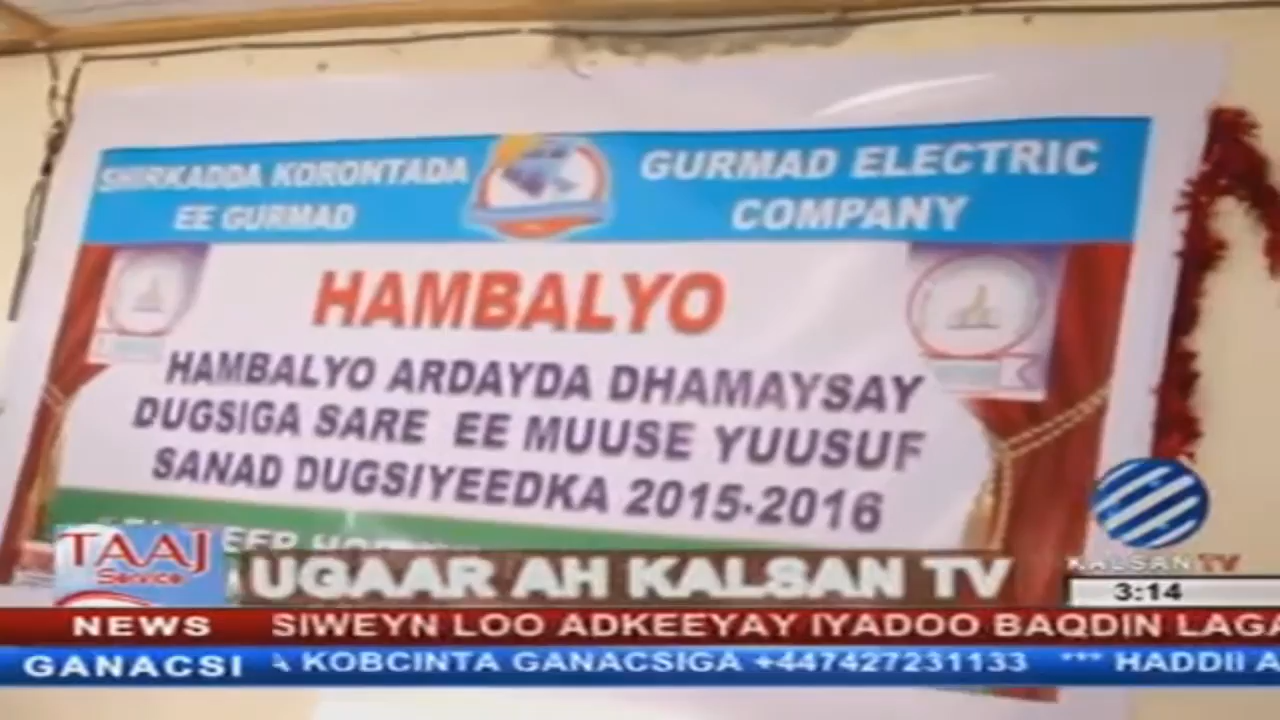 SHIRKADDA KORONTADA
EE GURMAD
GURMAD ELECTRIC
COMPANY
HAMBALYO
HAMBALYO ARDAYDA DHAMAYSAY
DUGSIGA SARE EE MUUSE YUUSUF
SANAD DUGSIYEEDKA 2015-2016
TAAJ
Service
UGAAR AH KALSAN TV
KALSAN TV
3:14
NEWS SIWEYN LOO ADKEEYAY IYADOO BAQDIN LAGA
GANACSI KOBCINTA GANACSIGA +447427231133 *** HADDII A